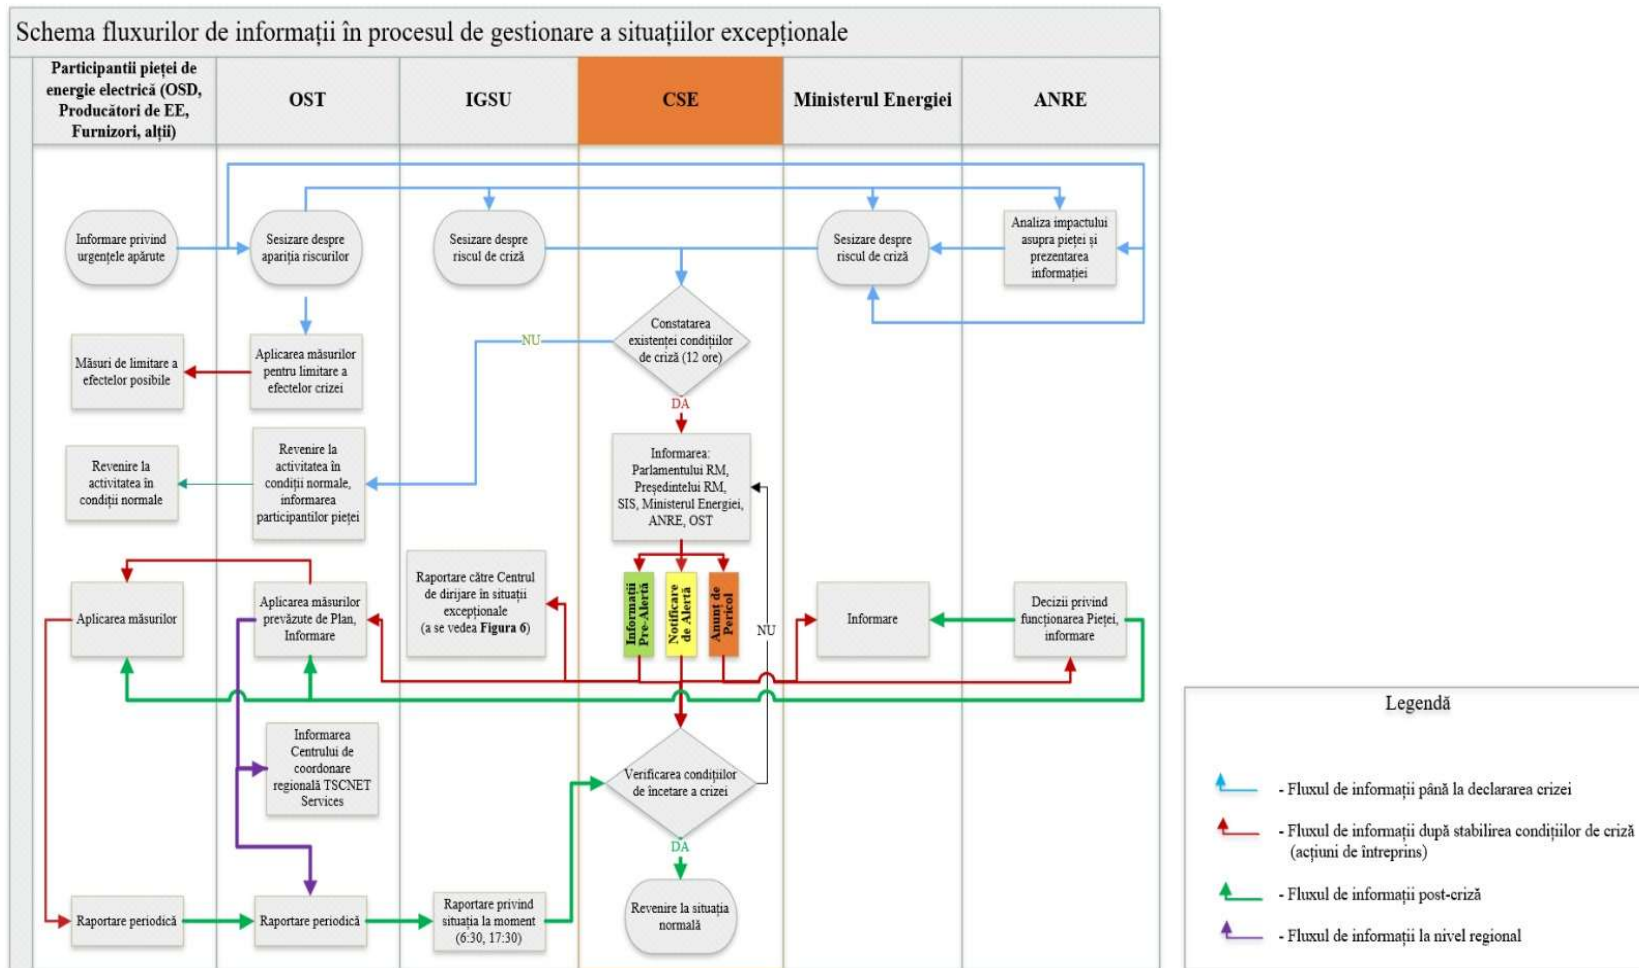 Schema fluxurilor de informații în procesul de gestionare a situațiilor excepționale
Participantii pieței de
energie electrică (OSD,
Producători de EE,
Furnizori, alții)
OST
IGSU
CSE
Ministerul Energiei
ANRE
Informare privind
urgențele apărute
Sesizare despre
apariția riscurilor
Sesizare despre
riscul de criză
Sesizare despre
riscul de criză
Analiza impactului
asupra pieței și
prezentarea
informației
Constatarea
existenței condițiilor
de criză (12 ore)
NU
DA
Măsuri de limitare a
efectelor posibile
Aplicarea măsurilor
pentru limitare a
efectelor crizei
Revenire la
activitatea în
condiții normale
Revenire la
activitatea în
condiții normale,
informarea
participantilor pieței
Informarea:
Parlamentului RM,
Președintelui RM,
SIS, Ministerul Energiei,
ANRE, OST
Aplicarea măsurilor
Aplicarea măsurilor
prevăzute de Plan,
Informare
Raportare către Centrul
de dirijare în situații
excepționale
(a se vedea Figura 6)
Informații
Pre-Alertă
Notificare
de Alertă
Anunț de
Pericol
NU
Informare
Decizii privind
funcționarea Pieței,
informare
Informarea
Centrului de
coordonare
regională TSCNET
Services
Verificarea condițiilor
de încetare a crizei
DA
Raportare periodică
Raportare periodică
Raportare privind
situația la moment
(6:30, 17:30)
Revenire la situația
normală
Legendă
- Fluxul de informații până la declararea crizei
- Fluxul de informații după stabilirea condițiilor de criză
(acțiuni de întreprins)
- Fluxul de informații post-criză
- Fluxul de informații la nivel regional